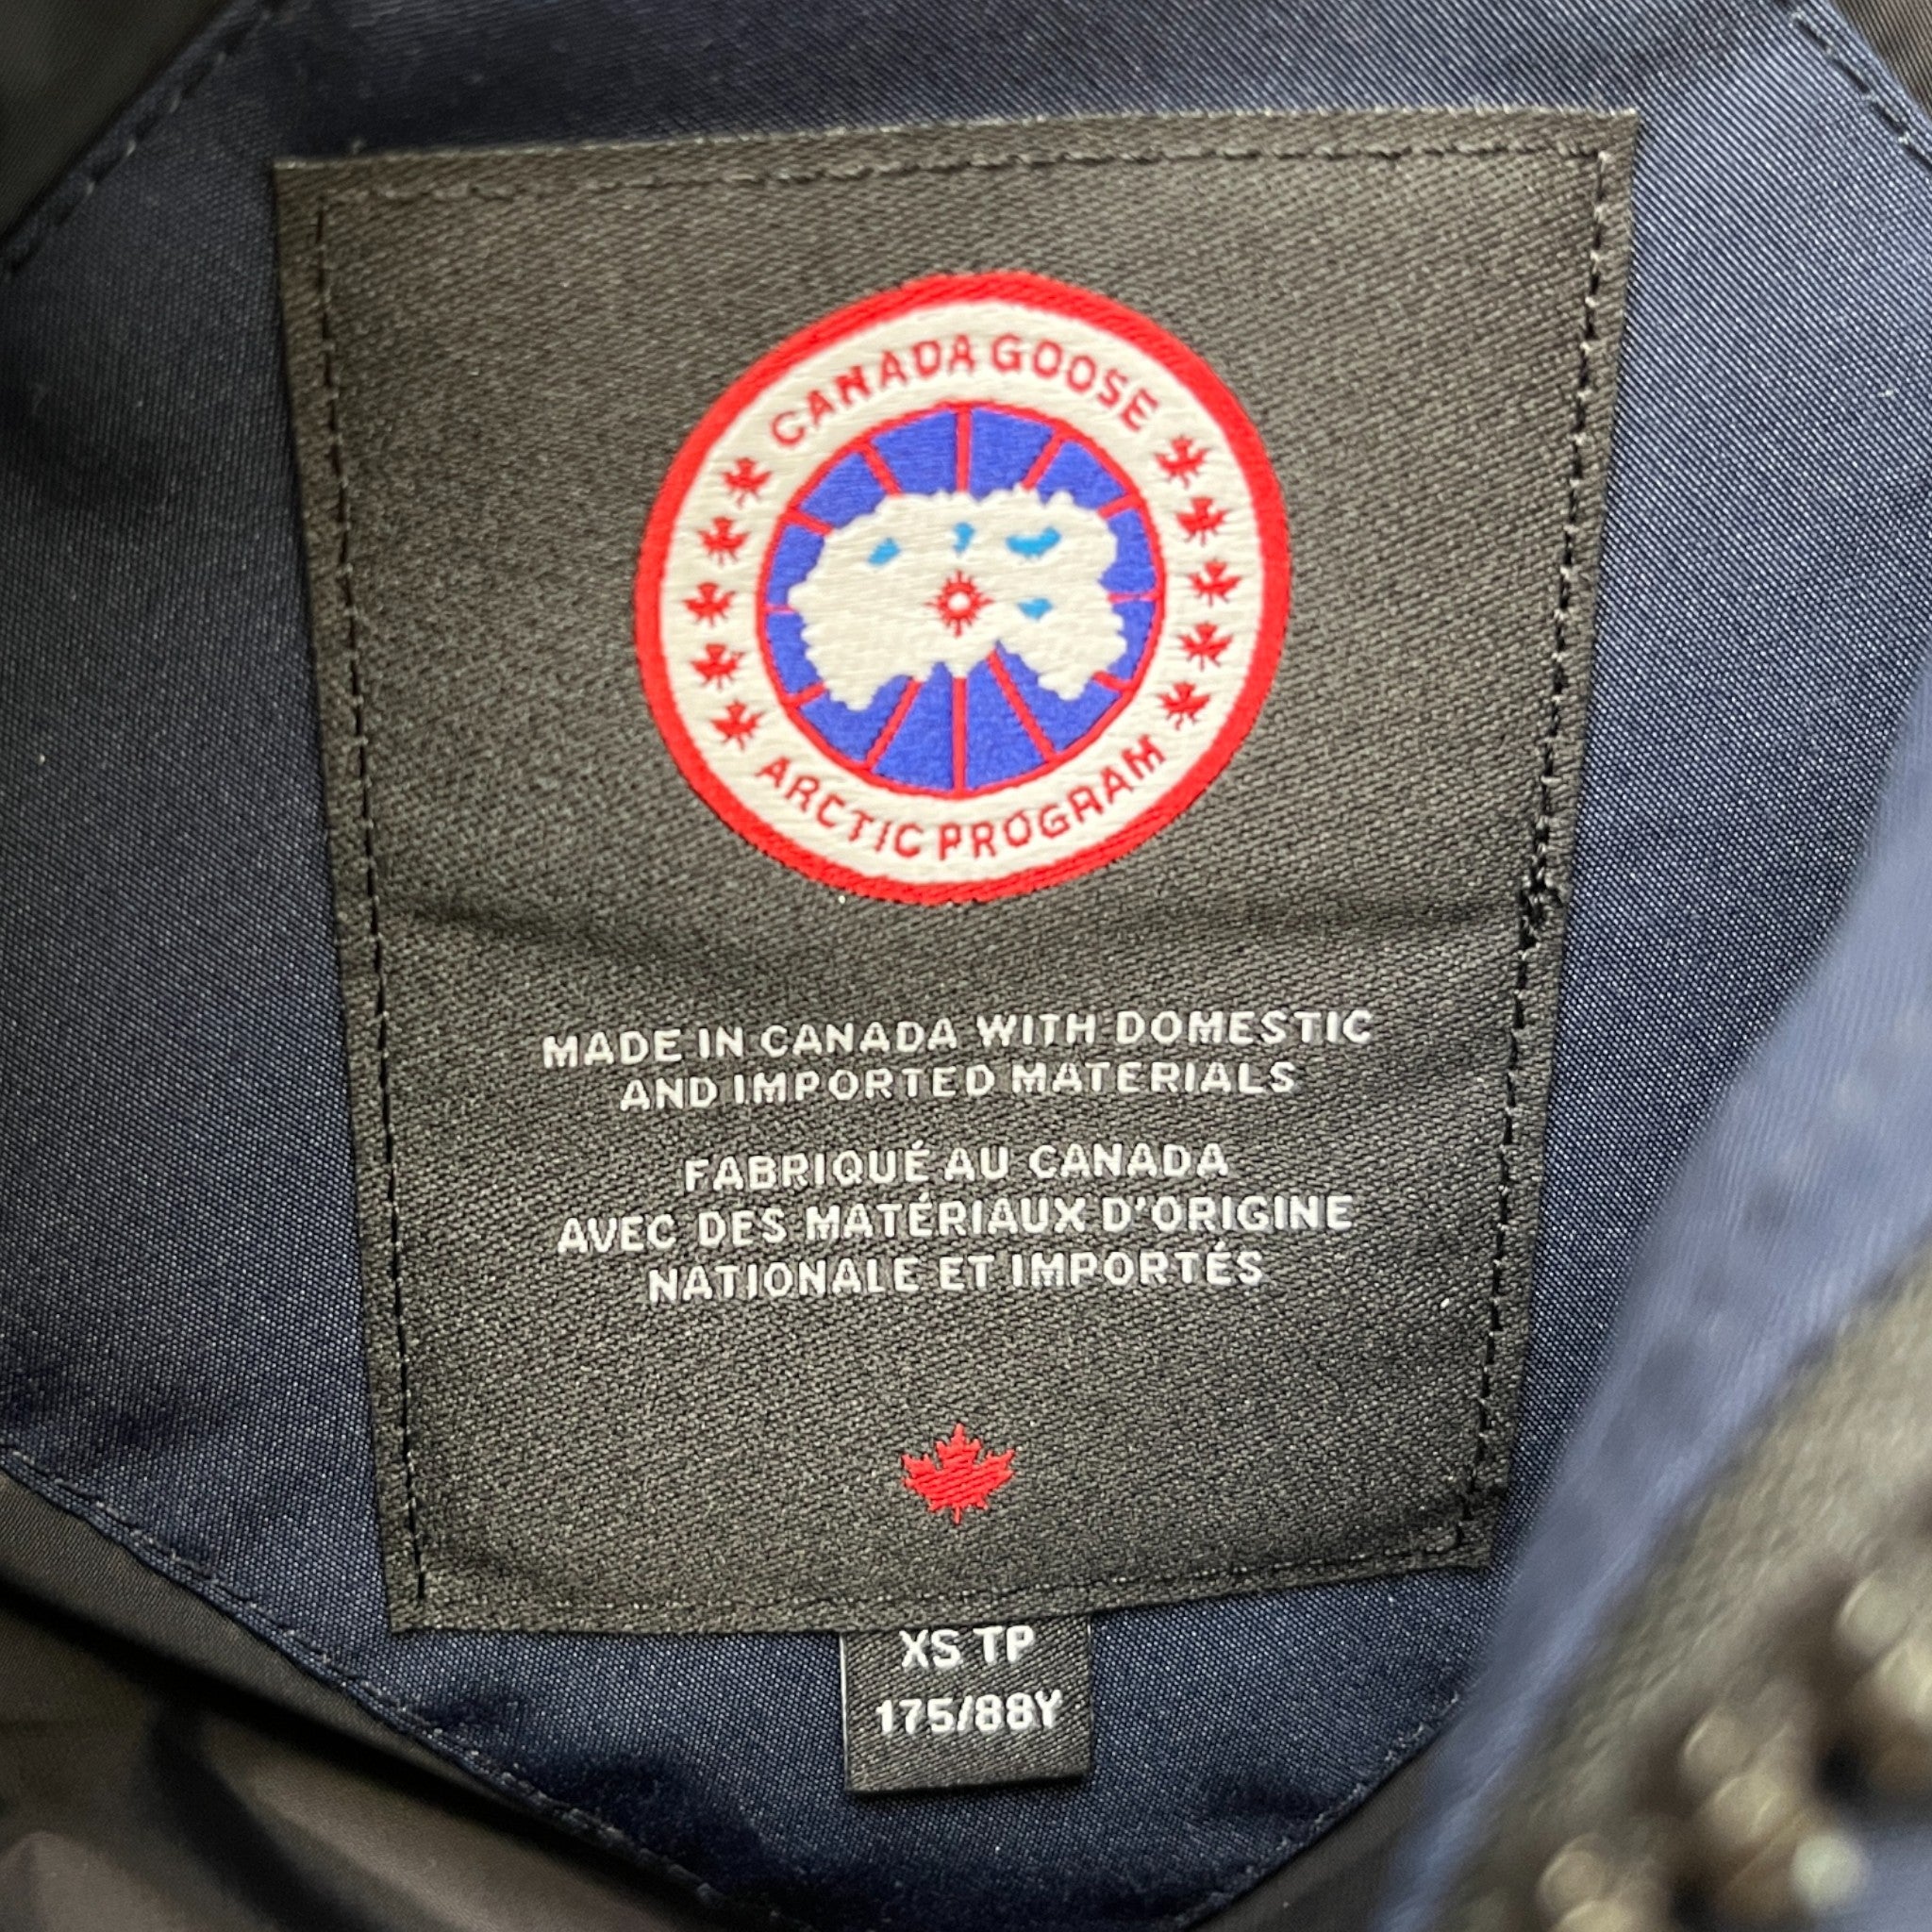 CANADA GOOSE
ARCTIC PROGRAM
MADE IN CANADA WITH DOMESTIC
AND IMPORTED MATERIALS
FABRIQUÉ AU CANADA
AVEC DES MATÉRIAUX D'ORIGINE
NATIONALE ET IMPORTÉS
XS TP
175/88Y